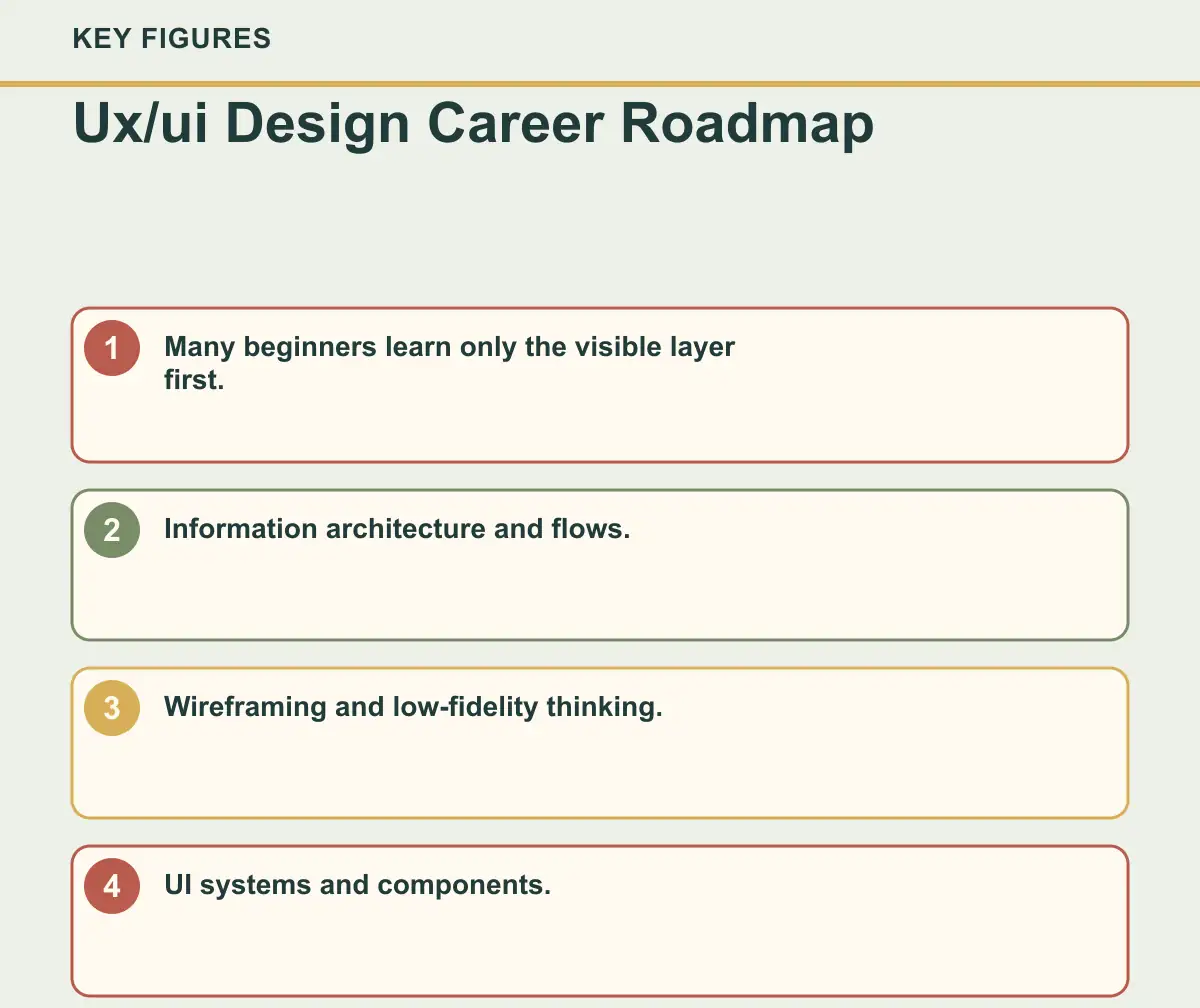 KEY FIGURES
Ux/ui Design Career Roadmap
1
Many beginners learn only the visible layer
first.
2
Information architecture and flows.
3
Wireframing and low-fidelity thinking.
4
UI systems and components.